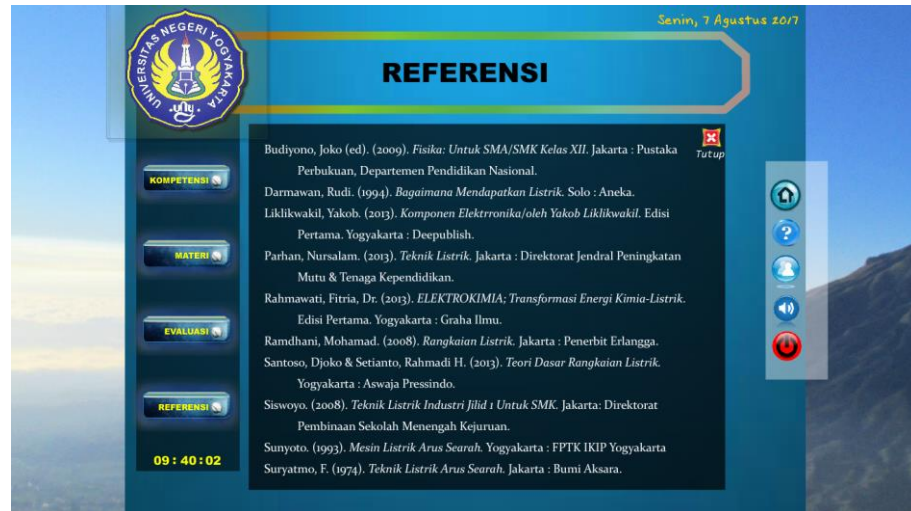 Senin, 7 Agustus 2017
UNIVERSITAS NEGERI YOGYAKARTA
REFERENSI
Tutup
Budiyono, Joko (ed). (2009). Fisika: Untuk SMA/SMK Kelas XII. Jakarta : Pustaka
Perbukuan, Departemen Pendidikan Nasional.
Darmawan, Rudi. (1994). Bagaimana Mendapatkan Listrik. Solo : Aneka.
Liklikwakil, Yakob. (2013). Komponen Elektrronika/oleh Yakob Liklikwakil. Edisi
Pertama. Yogyakarta : Deepublish.
Parhan, Nursalam. (2013). Teknik Listrik. Jakarta : Direktorat Jendral Peningkatan
Mutu & Tenaga Kependidikan.
Rahmawati, Fitria, Dr. (2013). ELEKTROKIMIA; Transformasi Energi Kimia-Listrik.
Edisi Pertama. Yogyakarta : Graha Ilmu.
Ramdhani, Mohamad. (2008). Rangkaian Listrik. Jakarta : Penerbit Erlangga.
Santoso, Djoko & Setianto, Rahmadi H. (2013). Teori Dasar Rangkaian Listrik.
Yogyakarta : Aswaja Pressindo.
Siswoyo. (2008). Teknik Listrik Industri Jilid 1 Untuk SMK. Jakarta: Direktorat
Pembinaan Sekolah Menengah Kejuruan.
Sunyoto. (1993). Mesin Listrik Arus Searah. Yogyakarta : FPTK IKIP Yogyakarta
Suryatmo, F. (1974). Teknik Listrik Arus Searah. Jakarta : Bumi Aksara.
KOMPETENSI
MATERI
EVALUASI
REFERENSI
09 : 40 : 02
?